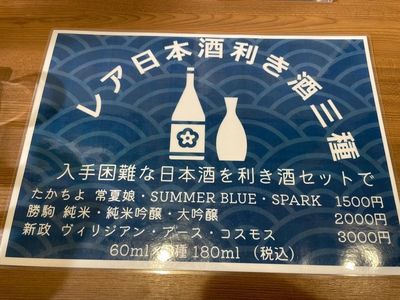 レア日本酒利き酒三種
入手困難な日本酒を利き酒セットで
たかちよ 常夏娘・SUMMER BLUE・SPARK 1500円
勝駒 純米・純米吟醸・大吟醸 2000円
新政 ヴィリジアン・アース・コスモス 3000円
60ml 種 180ml (税込)